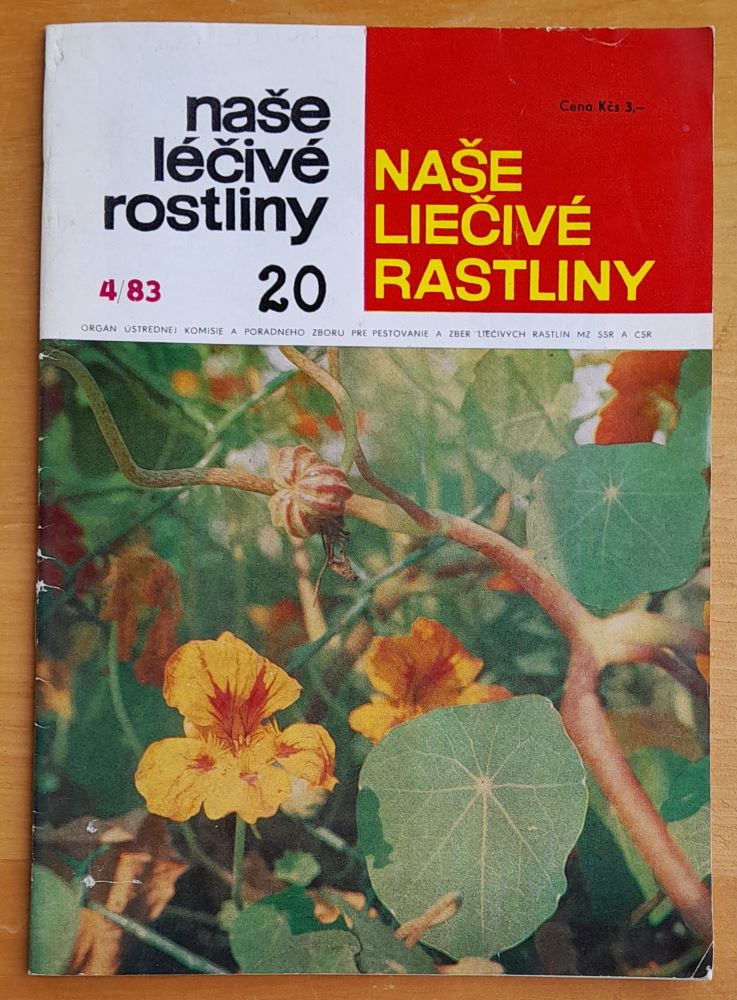 naše
léčivé
rostliny
4/83
20
Cena Kčs 3,–
NAŠE
LIEČIVÉ
RASTLINY
ORGÁN ÚSTREDNEJ KOMISIE A PORADNÉHO ZBORU PRE PESTOVANIE A ZBER LIEČIVÝCH RASTLÍN MZ SSR A ČSR